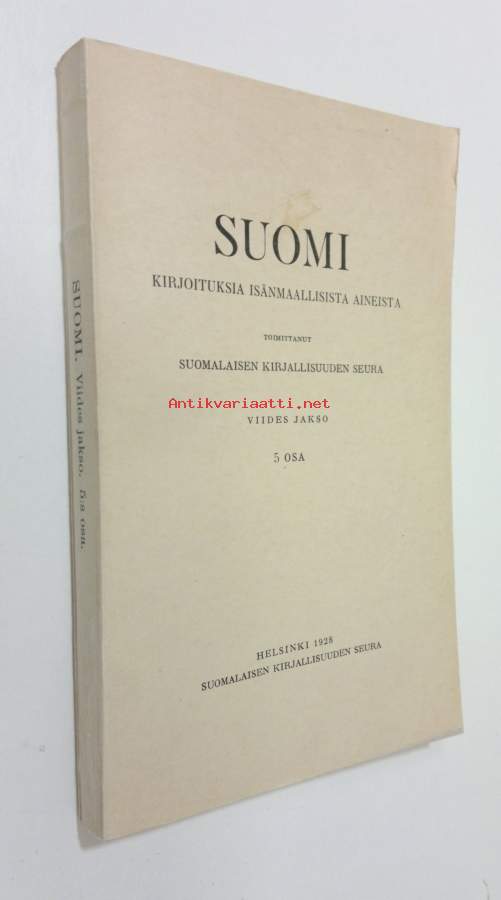 SUOMI
KIRJOITUKSIA ISÄNMAALLISISTA AINEISTA
TOIMITTANUT
SUOMALAISEN KIRJALLISUUDEN SEURA
Antikvariaatti.net
VIIDES JAKSO
5 OSA
HELSINKI 1928
SUOMALAISEN KIRJALLISUUDEN SEURA
SUOMI. Viides jakso. 5:s osa.